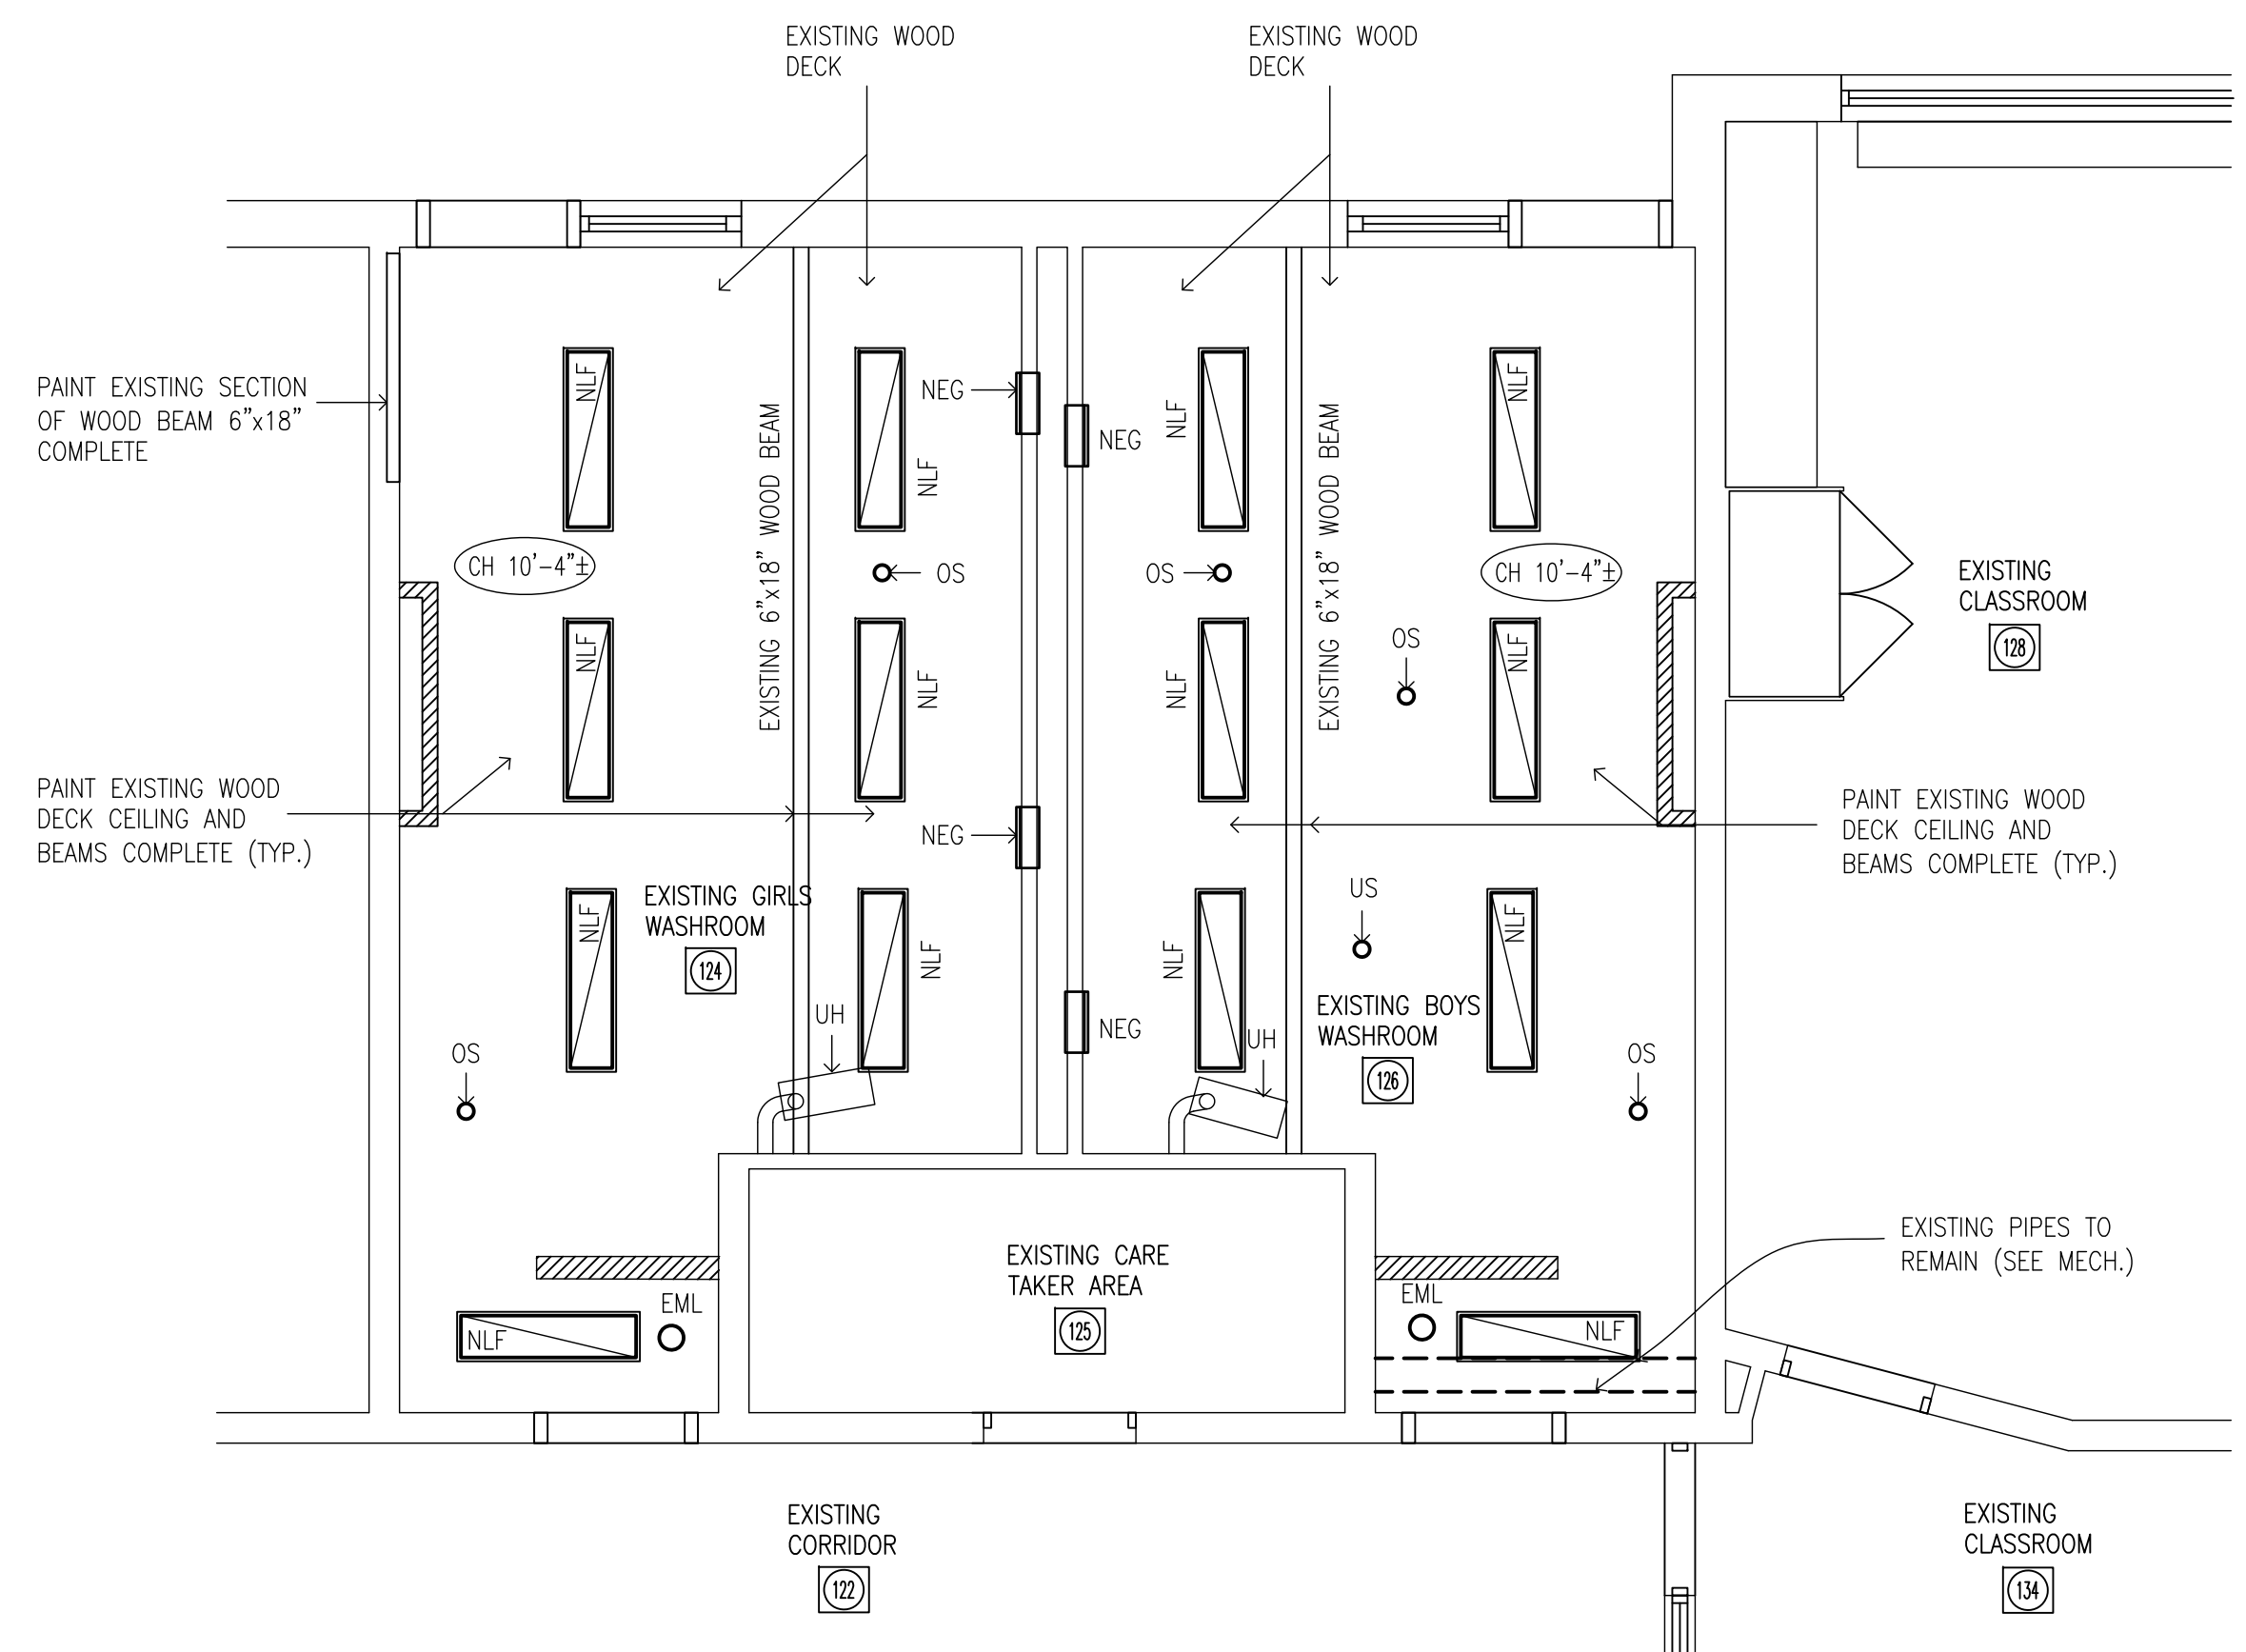 EXISTING WOOD
DECK
EXISTING WOOD
DECK
PAINT EXISTING SECTION
OF WOOD BEAM 6"x18"
COMPLETE
NLF
NLF
NEG
NEG
NLF
NLF
EXISTING 6"x18" WOOD BEAM
EXISTING 6"x18" WOOD BEAM
CH 10'-4"±
OS
OS
CH 10'-4"±
EXISTING
CLASSROOM
128
OS
NLF
NLF
NLF
NLF
PAINT EXISTING WOOD
DECK CEILING AND
BEAMS COMPLETE (TYP.)
NEG
PAINT EXISTING WOOD
DECK CEILING AND
BEAMS COMPLETE (TYP.)
NLF
EXISTING GIRLS
WASHROOM
124
NLF
NLF
US
NLF
UH
NEG
UH
EXISTING BOYS
WASHROOM
126
OS
OS
EXISTING CARE
TAKER AREA
125
EXISTING PIPES TO
REMAIN (SEE MECH.)
EML
NLF
EML
NLF
EXISTING
CORRIDOR
122
EXISTING
CLASSROOM
134